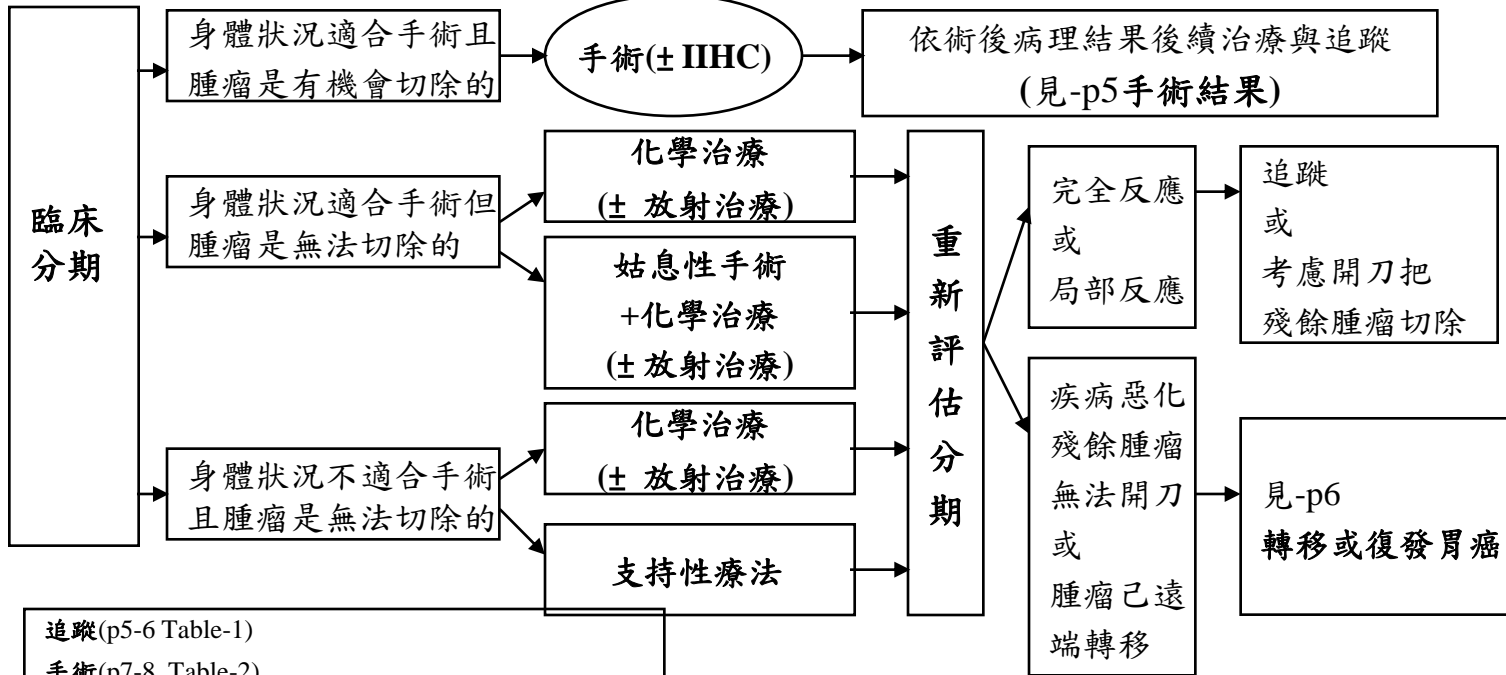 臨床
分期
身體狀況適合手術且
腫瘤是有機會切除的
手術(± IIHC)
依術後病理結果後續治療與追蹤
(見-p5手術結果)
身體狀況適合手術但
腫瘤是無法切除的
化學治療
(± 放射治療)
姑息性手術
+化學治療
(± 放射治療)
身體狀況不適合手術
且腫瘤是無法切除的
化學治療
(± 放射治療)
支持性療法
重
新
評
估
分
期
完全反應
或
局部反應
追蹤
或
考慮開刀把
殘餘腫瘤切除
疾病惡化
殘餘腫瘤
無法開刀
或
腫瘤己遠
端轉移
見-p6
轉移或復發胃癌
追蹤(p5-6 Table-1)
手術(p7-8 Table-2)